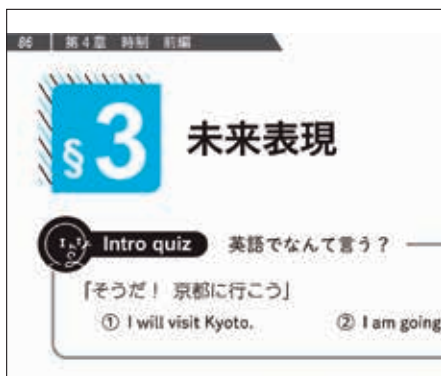 86 第4章 時制 前編
§3 未来表現
Intro quiz 英語でなんて言う？
「そうだ！ 京都に行こう」
① I will visit Kyoto. ② I am going